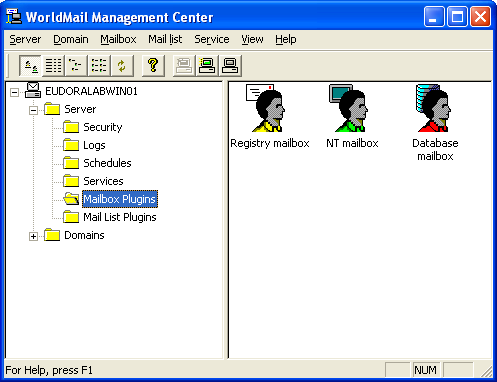 WorldMail Management Center
Server Domain Mailbox Mail list Service View Help
EUDORALABWIN01
Server
Security
Logs
Schedules
Services
Mailbox Plugins
Mail List Plugins
Domains
Registry mailbox NT mailbox Database
mailbox
For Help, press F1 NUM